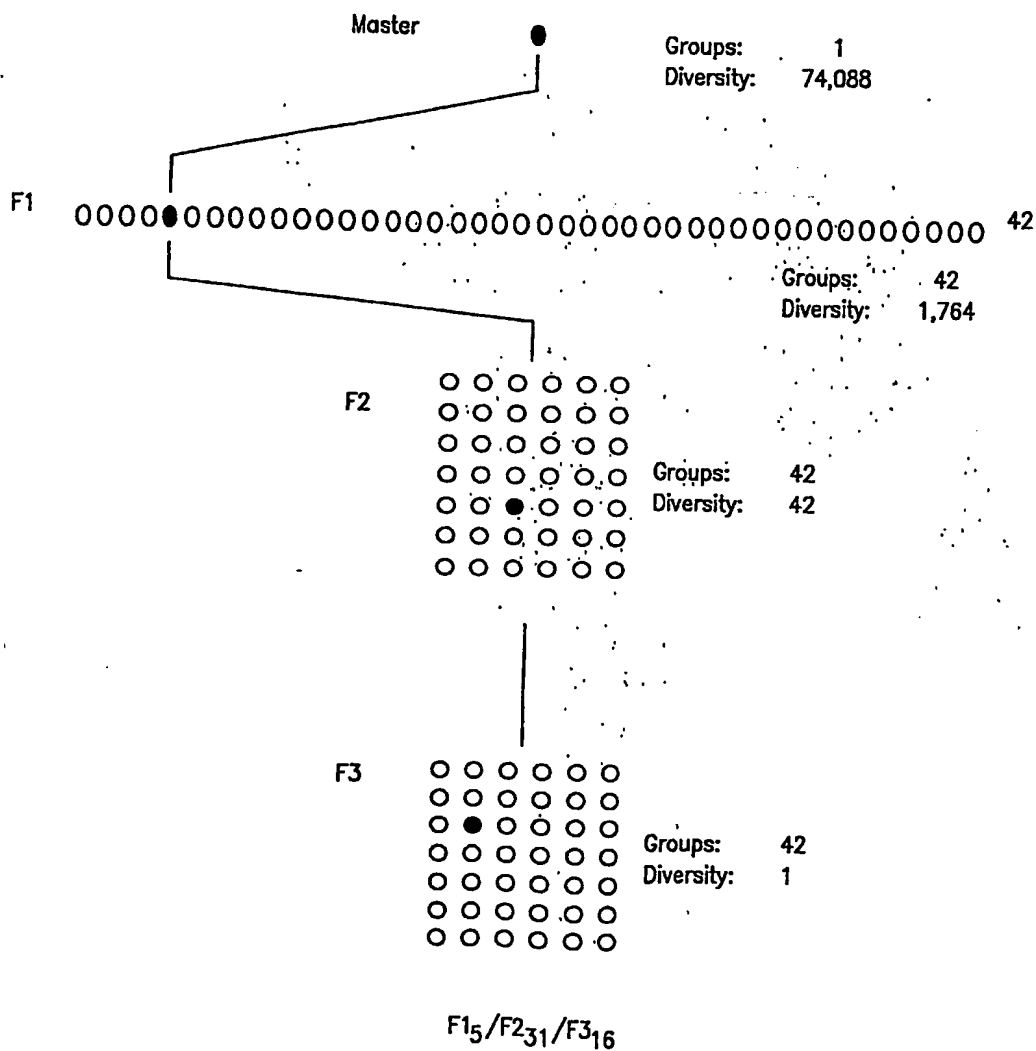 Master
Groups: 1
Diversity: 74,088
F1
42
Groups: 42
Diversity: 1,764
F2
Groups: 42
Diversity: 42
F3
Groups: 42
Diversity: 1
F1₅/F2₃₁/F3₁₆